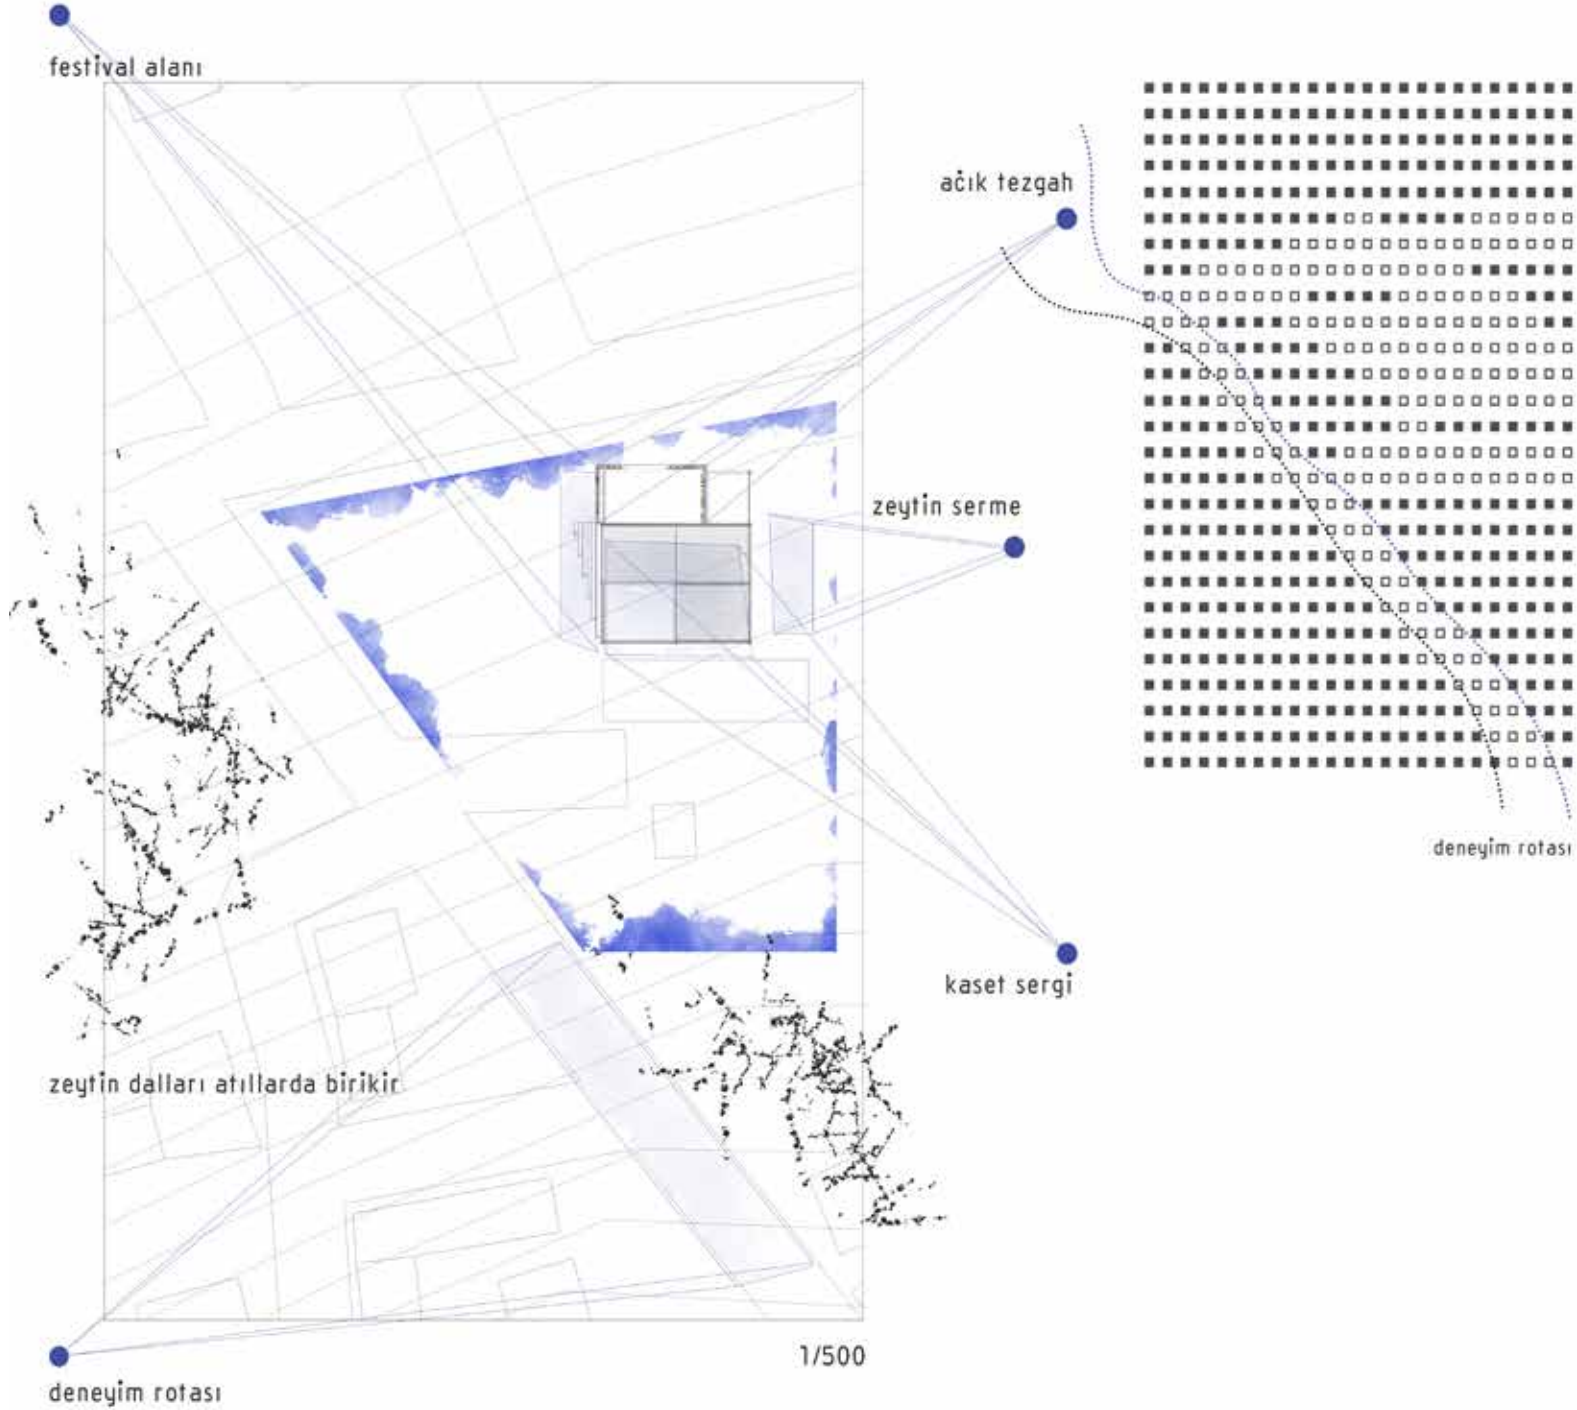 festival alanı
açık tezgah
zeytin serme
deneyim rotası
kaset sergi
zeytin dalları atıllarda birikir
1/500
deneyim rotası